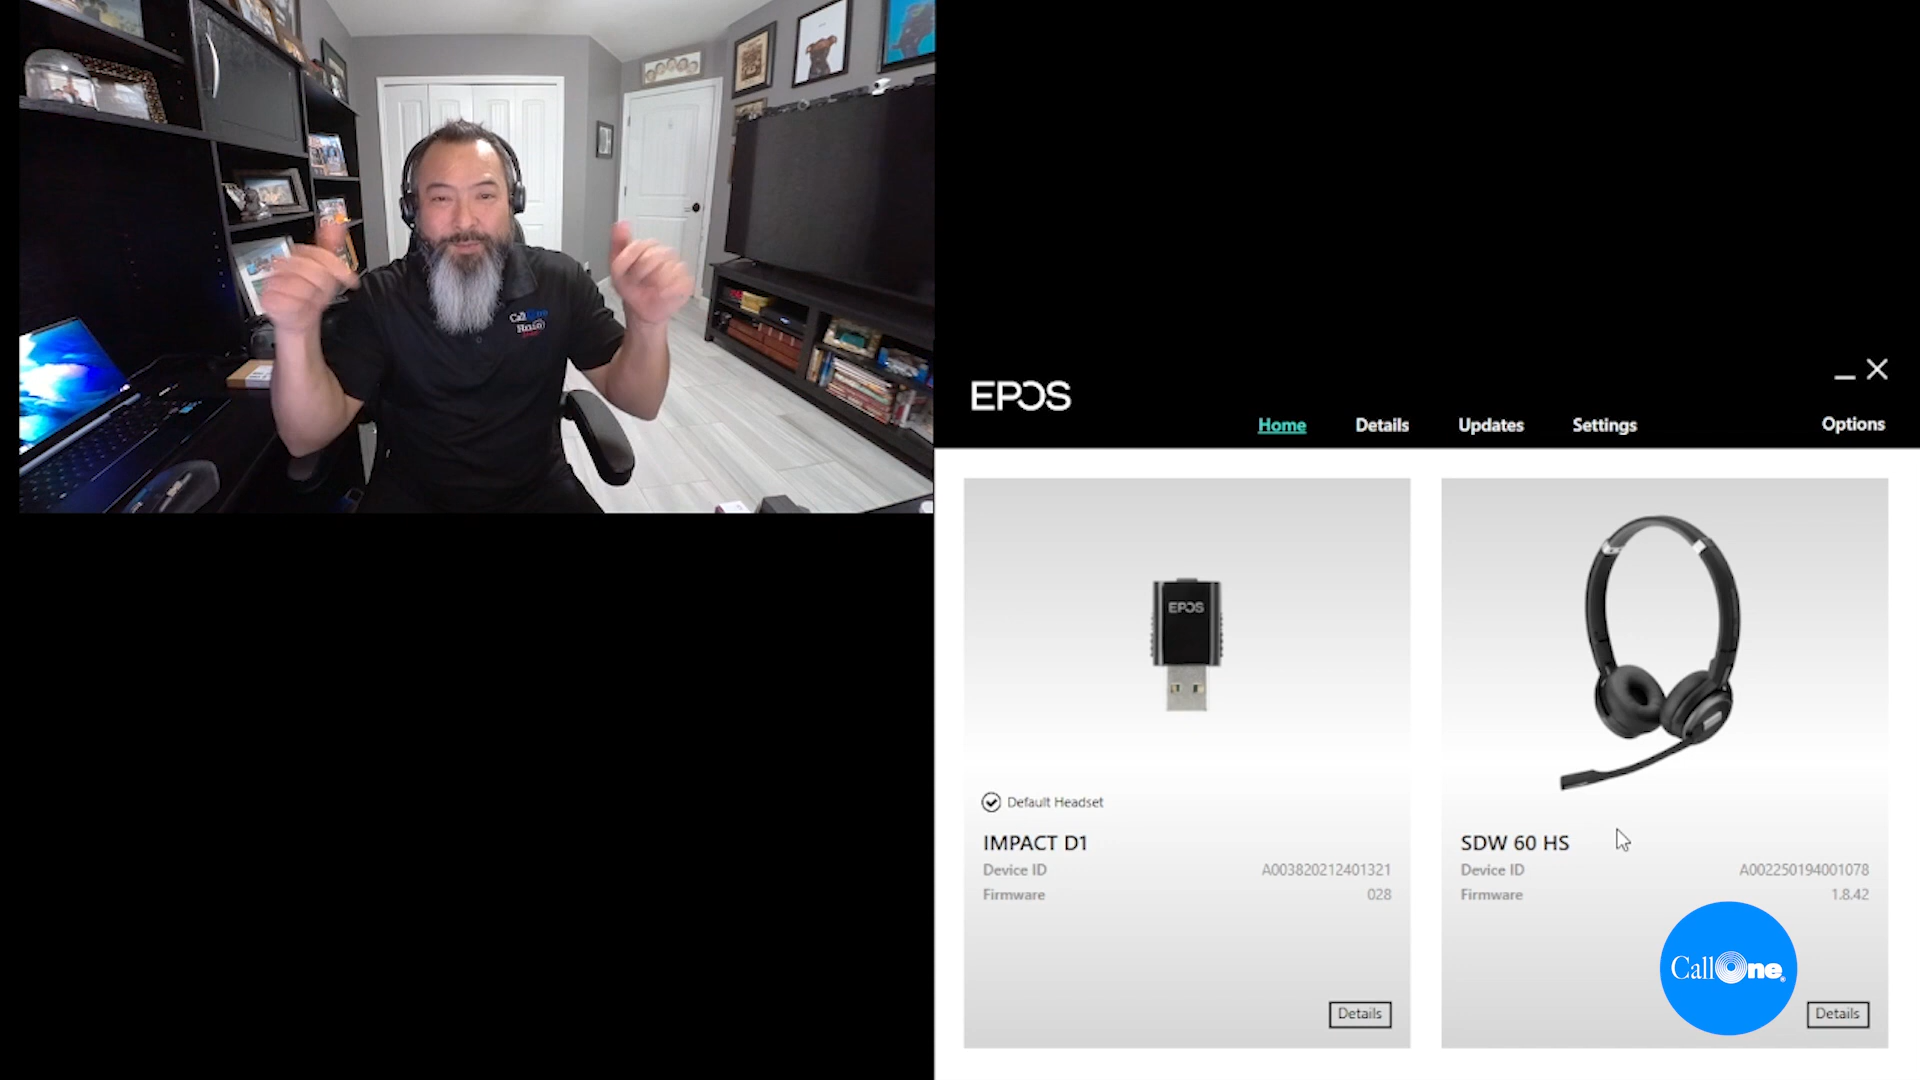 CallOne
EPOS
Home Details Updates Settings Options
EPOS
Default Headset
IMPACT D1
Device ID A003820212401321
Firmware 028
Details
SDW 60 HS
Device ID A002250194001078
Firmware 1.8.42
CallOne®
Details